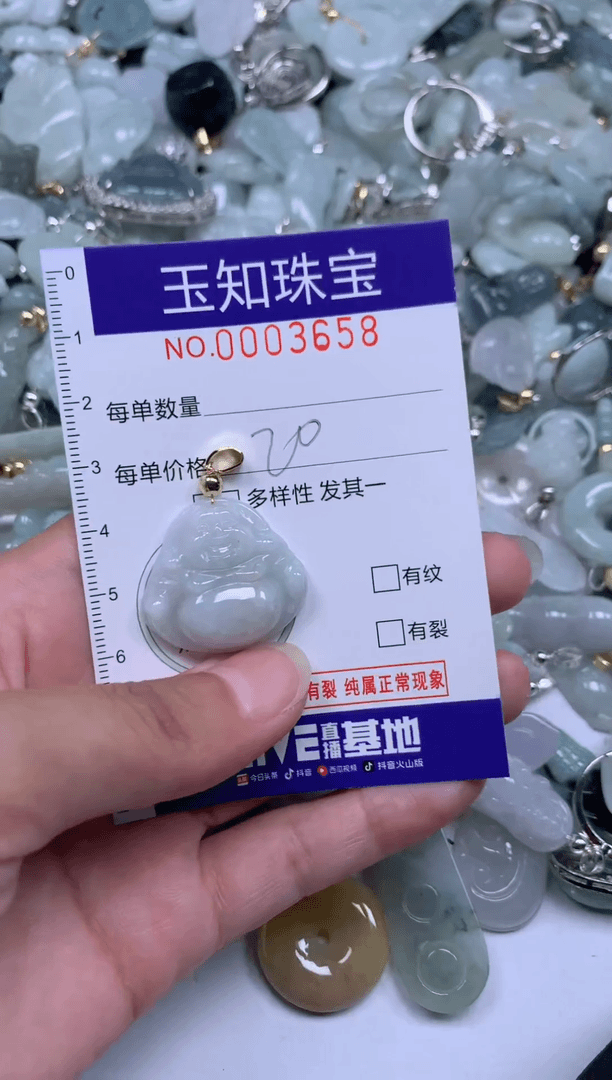 玉知珠宝
NO.0003658
每单数量
每单价格 20
多样性 发其一
有纹
有裂
有裂 纯属正常现象
直播
基地
今日头条 抖音 西瓜视频 抖音火山版
0
1
2
3
4
5
6